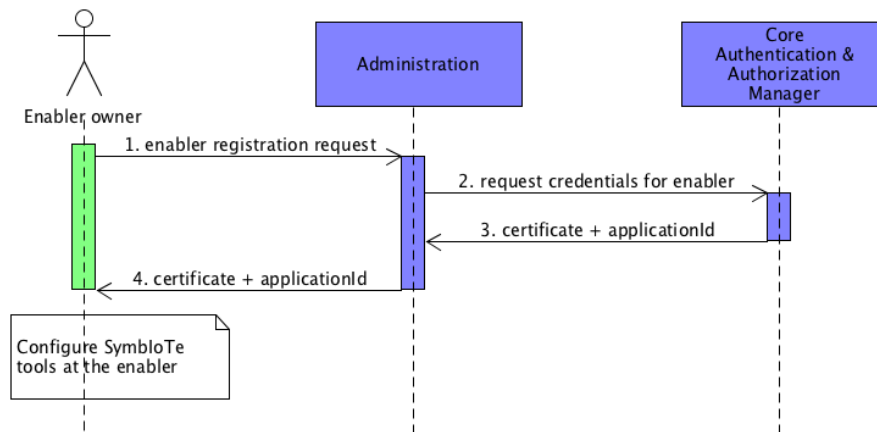 Enabler owner
Administration
Core
Authentication &
Authorization
Manager
1. enabler registration request
2. request credentials for enabler
3. certificate + applicationId
4. certificate + applicationId
Configure SymbIoTe
tools at the enabler